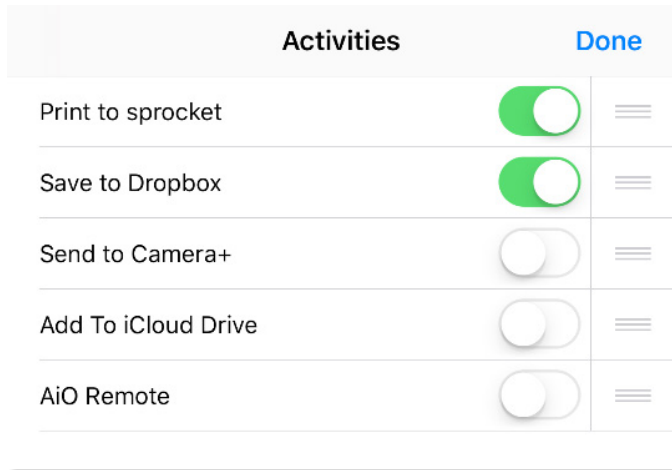 Activities Done
Print to sprocket
Save to Dropbox
Send to Camera+
Add To iCloud Drive
AiO Remote